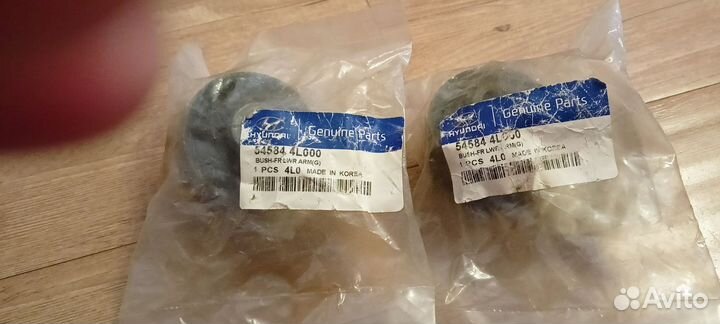 HYUNDAI
Genuine Parts
54584 4L000
BUSH-FR LWR ARM(G)
1 PCS 4L0 MADE IN KOREA
HYUNDAI
Genuine Parts
54584 4L000
BUSH-FR LWR ARM(G)
1 PCS 4L0 MADE IN KOREA
Avito